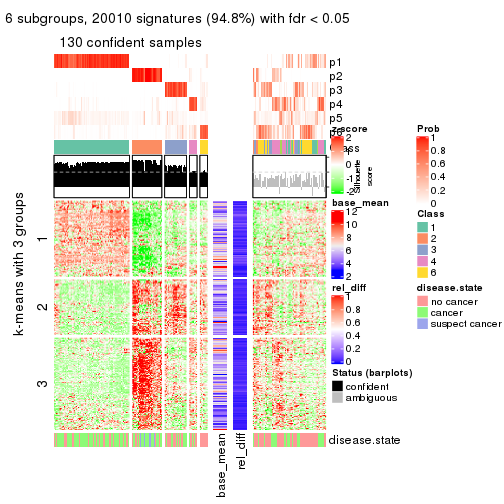 6 subgroups, 20010 signatures (94.8%) with fdr < 0.05
130 confident samples
p1
p2
p3
p4
p5
k-means with 3 groups
1
2
3
z-score
2
1
0
-1
-2
Silhouette
score
base_mean
12
10
8
6
4
2
rel_diff
1
0.8
0.6
0.4
0.2
0
Status (barplots)
confident
ambiguous
Prob
1
0.8
0.6
0.4
0.2
0
Class
1
2
3
4
6
disease.state
no cancer
cancer
suspect cancer
disease.state
base_mean
rel_diff